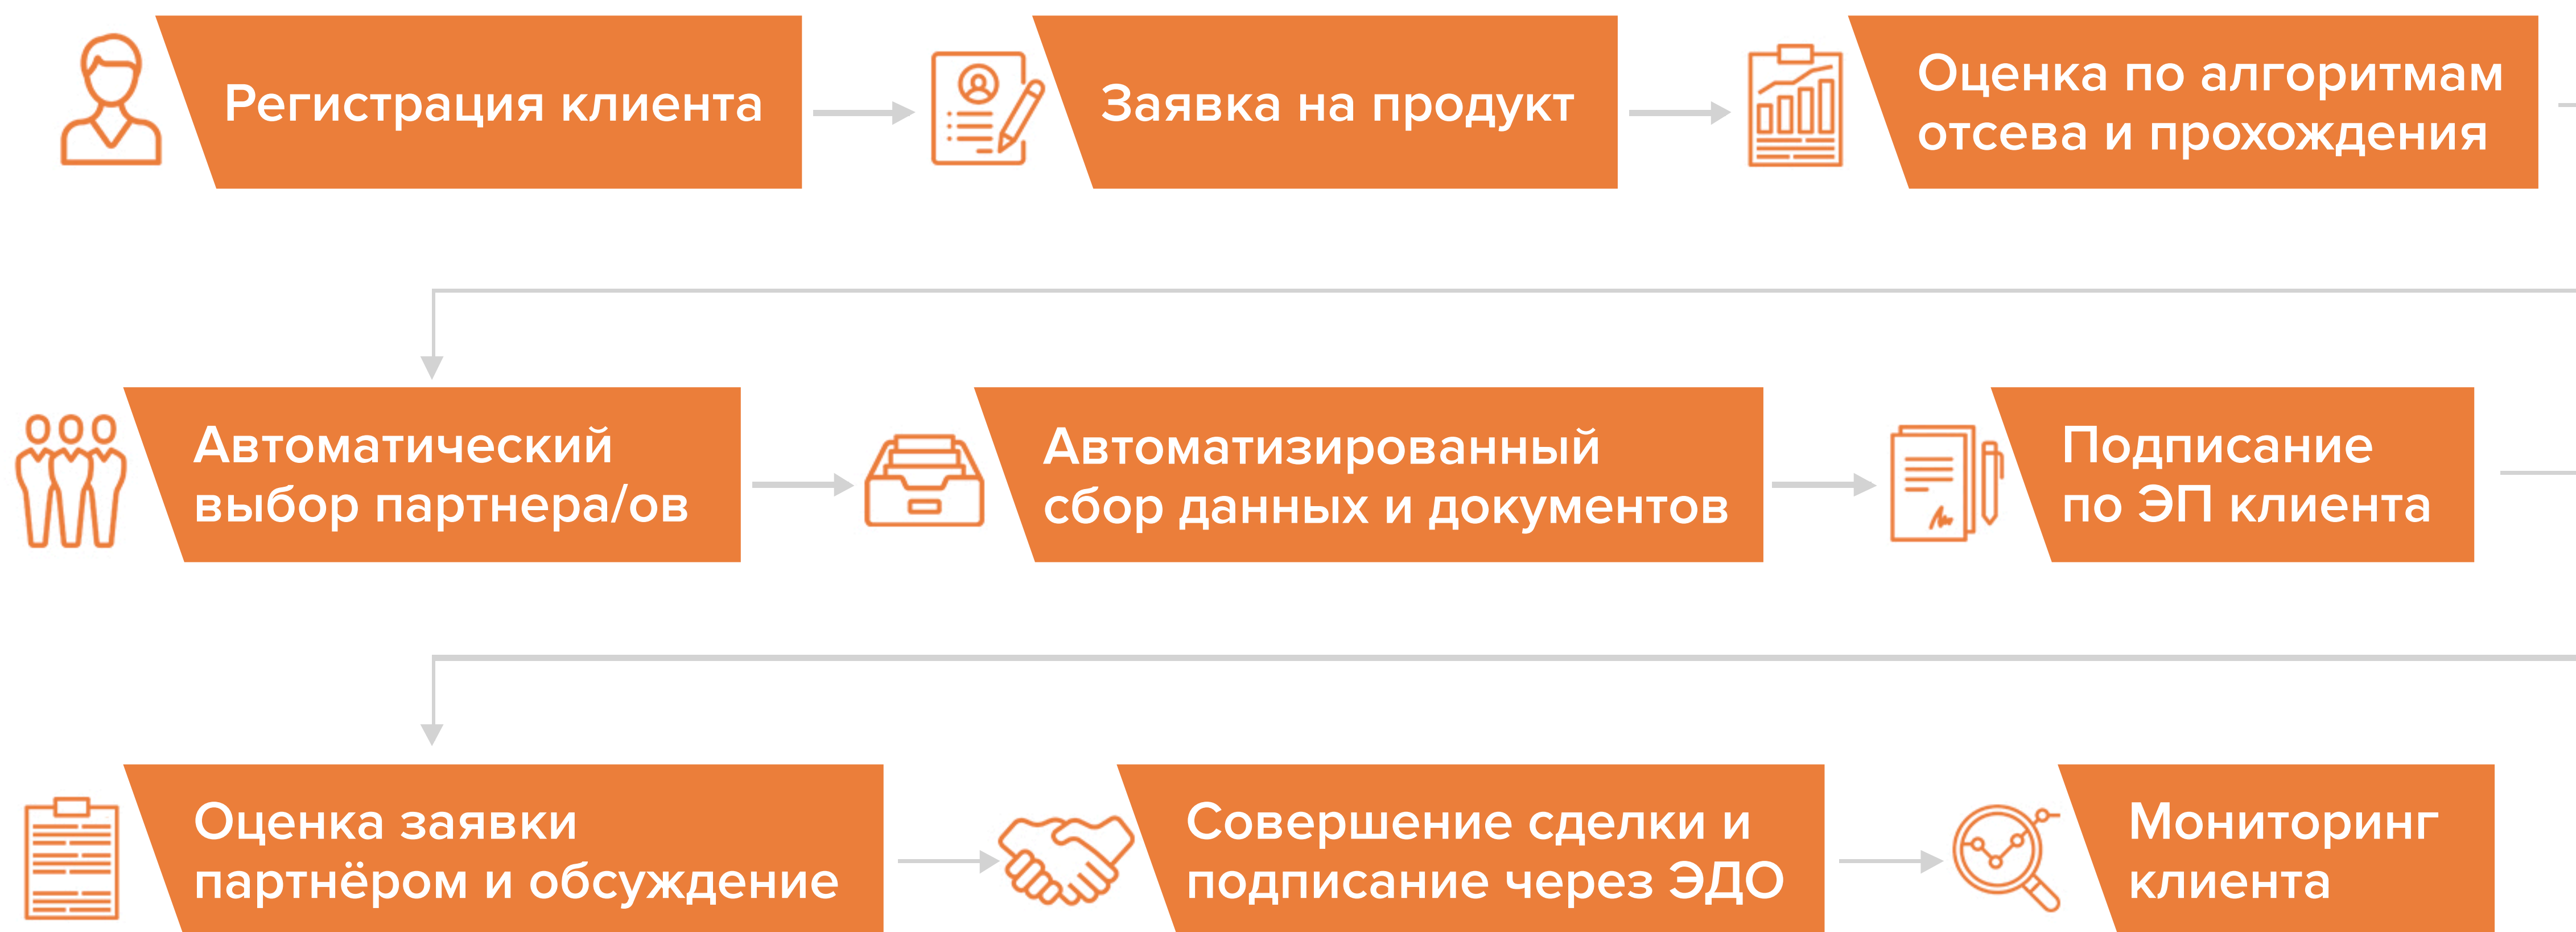 Регистрация клиента
Заявка на продукт
Оценка по алгоритмам
отсева и прохождения
Автоматический
выбор партнера/ов
Автоматизированный
сбор данных и документов
Подписание
по ЭП клиента
Оценка заявки
партнёром и обсуждение
Совершение сделки и
подписание через ЭДО
Мониторинг
клиента